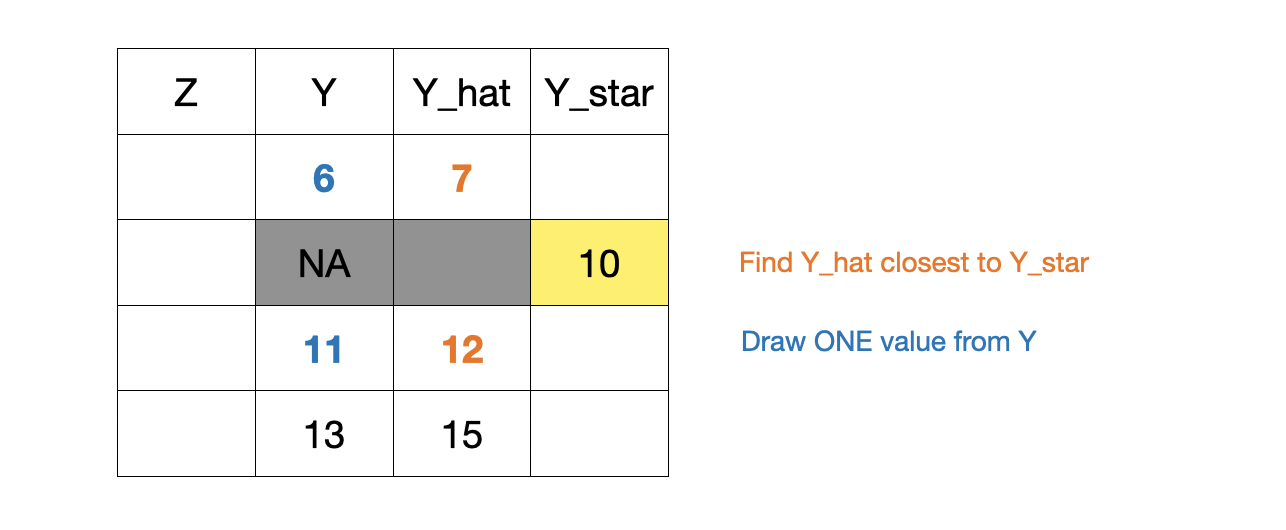 Z Y Y_hat Y_star
6 7
NA 10
Find Y_hat closest to Y_star
11 12
Draw ONE value from Y
13 15